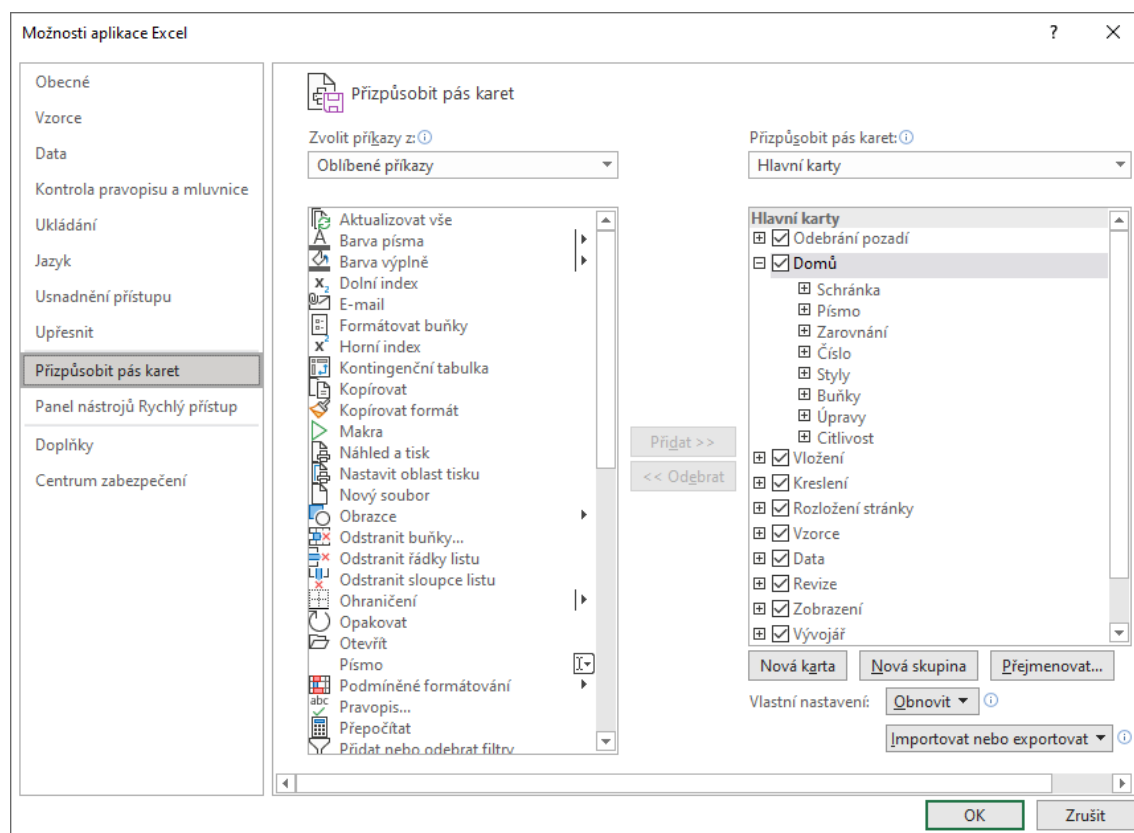 Možnosti aplikace Excel
?
Obecné
Vzorce
Data
Kontrola pravopisu a mluvnice
Ukládání
Jazyk
Usnadnění přístupu
Upřesnit
Přizpůsobit pás karet
Panel nástrojů Rychlý přístup
Doplňky
Centrum zabezpečení
Přizpůsobit pás karet
Zvolit příkazy z:
Oblíbené příkazy
Aktualizovat vše
Barva písma
Barva výplně
Dolní index
E-mail
Formátovat buňky
Horní index
Kontingenční tabulka
Kopírovat
Kopírovat formát
Makra
Náhled a tisk
Nastavit oblast tisku
Nový soubor
Obrazce
Odstranit buňky...
Odstranit řádky listu
Odstranit sloupce listu
Ohraničení
Opakovat
Otevřít
Písmo
Podmíněné formátování
Pravopis...
Přepočítat
Přidat nebo odebrat filtry
Přidat >>
<< Odebrat
Přizpůsobit pás karet:
Hlavní karty
Hlavní karty
Odebrání pozadí
Domů
Schránka
Písmo
Zarovnání
Číslo
Styly
Buňky
Úpravy
Citlivost
Vložení
Kreslení
Rozložení stránky
Vzorce
Data
Revize
Zobrazení
Vývojář
Nová karta Nová skupina Přejmenovat...
Vlastní nastavení: Obnovit
Importovat nebo exportovat
OK Zrušit